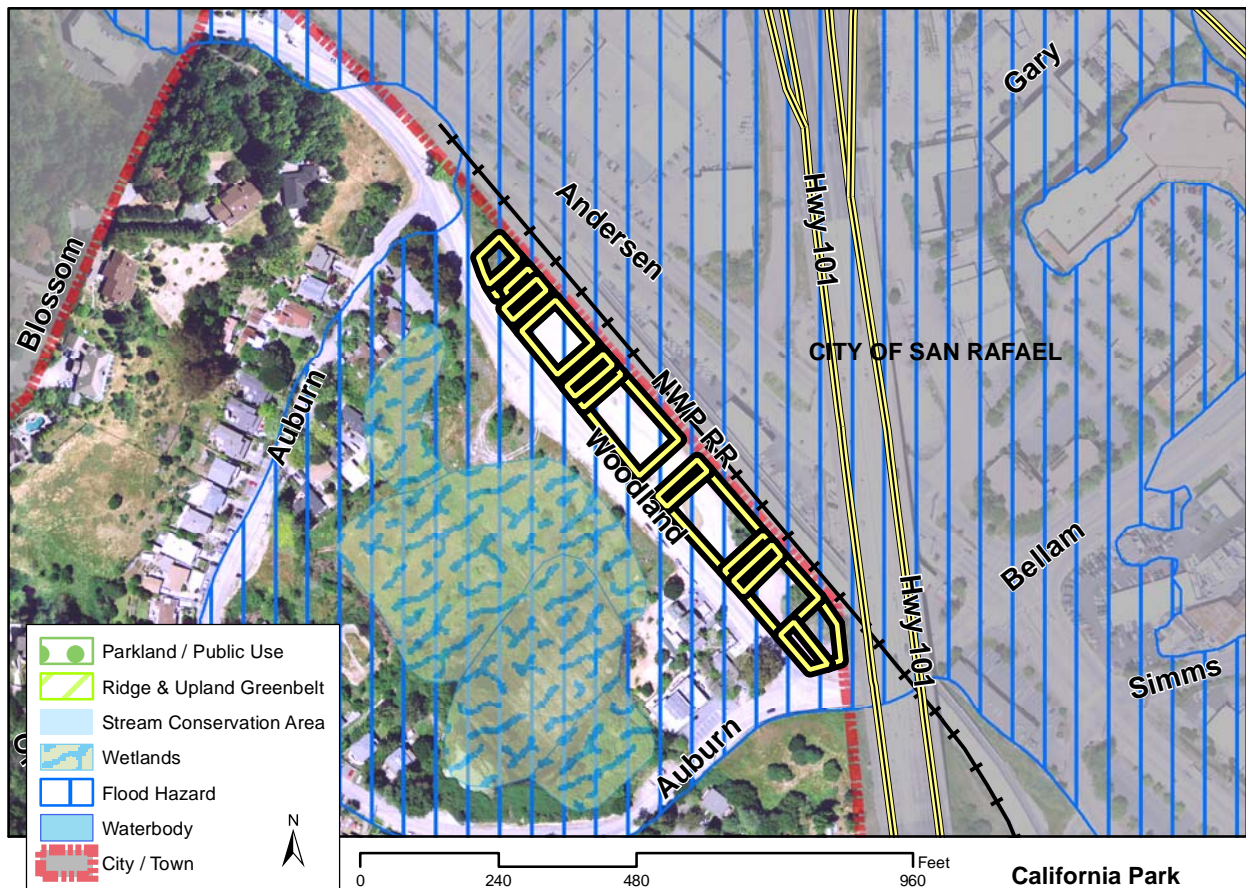 Gary
Andersen
Hwy 101
Blossom
CITY OF SAN RAFAEL
NWP RR
Auburn
Woodland
Bellam
Hwy 101
Simms
Auburn
Parkland / Public Use
Ridge & Upland Greenbelt
Stream Conservation Area
Wetlands
Flood Hazard
Waterbody
City / Town
N
Feet
0 240 480 960
California Park